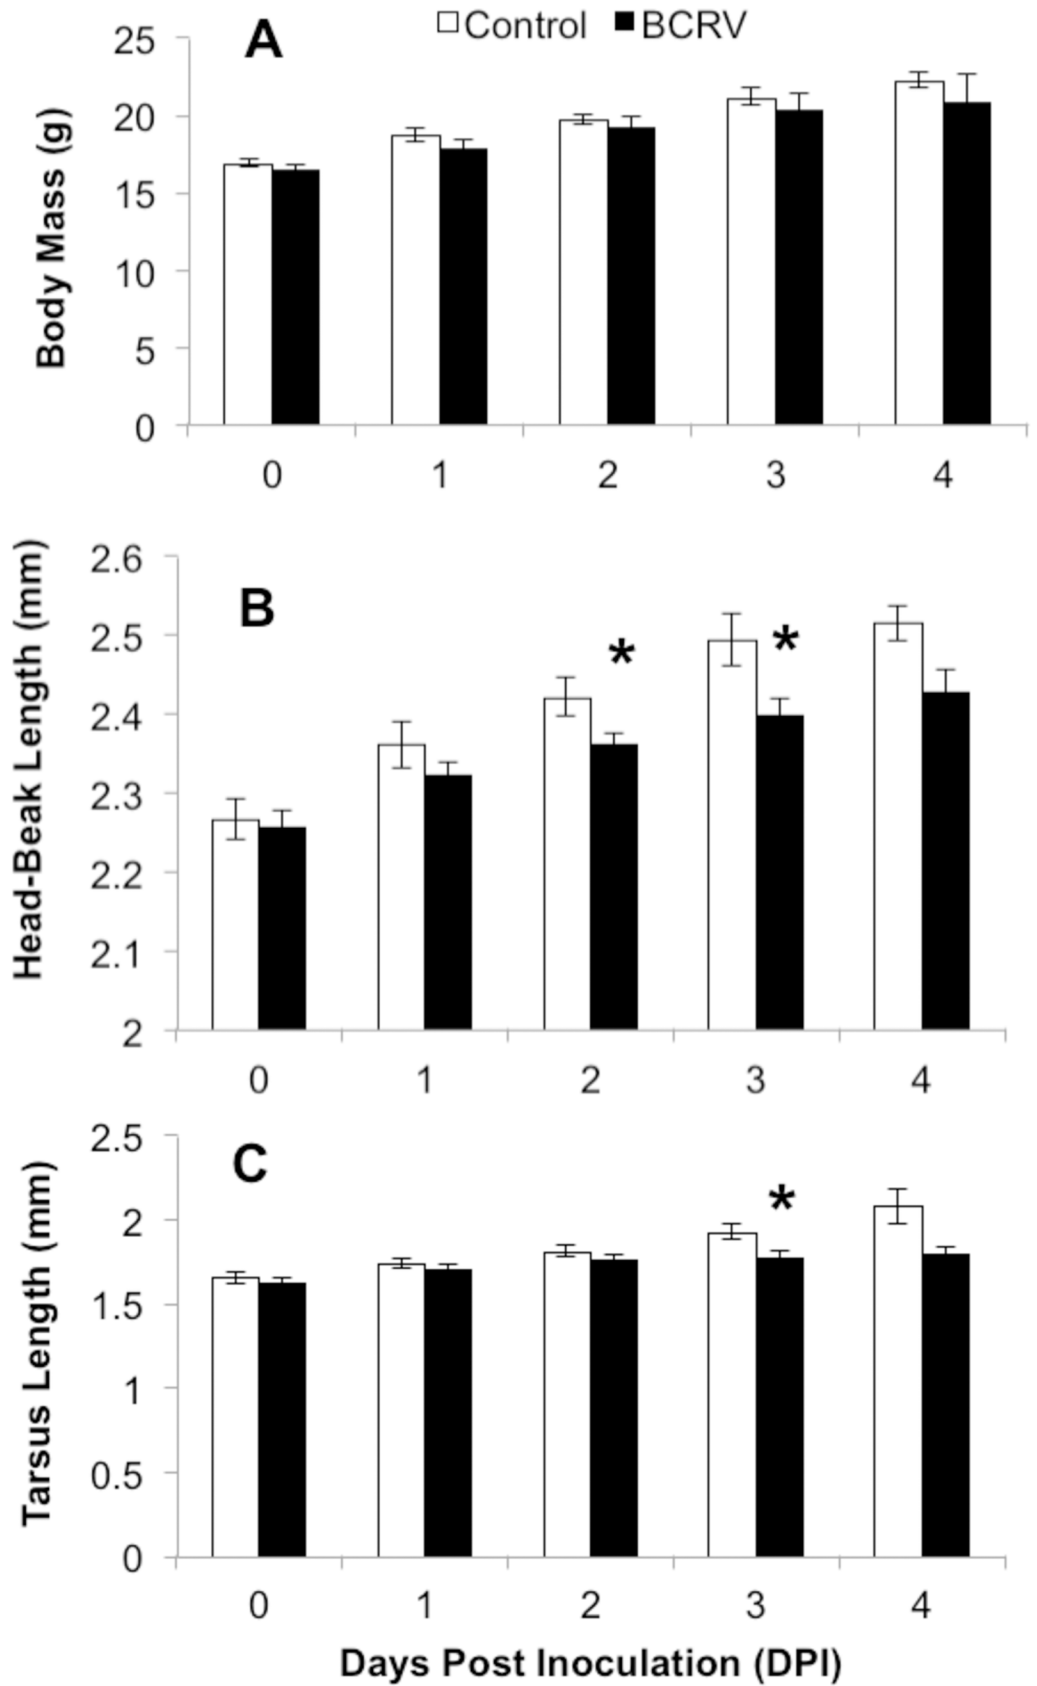 Control BCRV
A
25
20
15
10
5
0
Body Mass (g)
0 1 2 3 4
B
2.6
2.5
2.4
2.3
2.2
2.1
2
Head-Beak Length (mm)
* *
0 1 2 3 4
C
2.5
2
1.5
1
0.5
0
Tarsus Length (mm)
*
0 1 2 3 4
Days Post Inoculation (DPI)